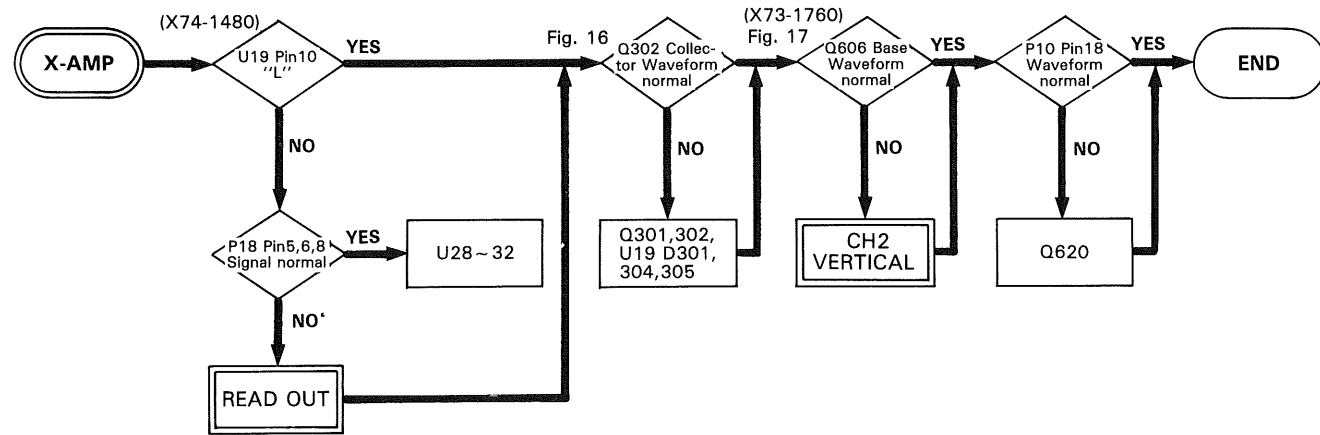 (X74-1480)
X-AMP
U19 Pin10
"L"
YES
NO
P18 Pin5,6,8
Signal normal
YES
U28~32
NO
READ OUT
Fig. 16
Q302 Collec-
tor Waveform
normal
NO
Q301,302,
U19 D301,
304,305
(X73-1760)
Fig. 17
Q606 Base
Waveform
normal
YES
NO
CH2
VERTICAL
P10 Pin18
Waveform
normal
YES
NO
Q620
END